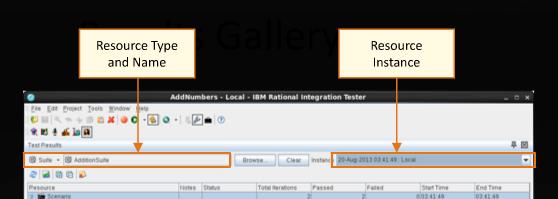 Results Gallery
Resource Type
and Name
Resource
Instance
AddNumbers - Local - IBM Rational Integration Tester
File Edit Project Tools Window Help
Test Results
Suite AdditionSuite Browse... Clear Instance 20-Aug-2013 03:41:49 : Local
Resource Notes Status Total Iterations Passed Failed Start Time End Time
Scenario 2 2 0 03:41:49 03:41:49